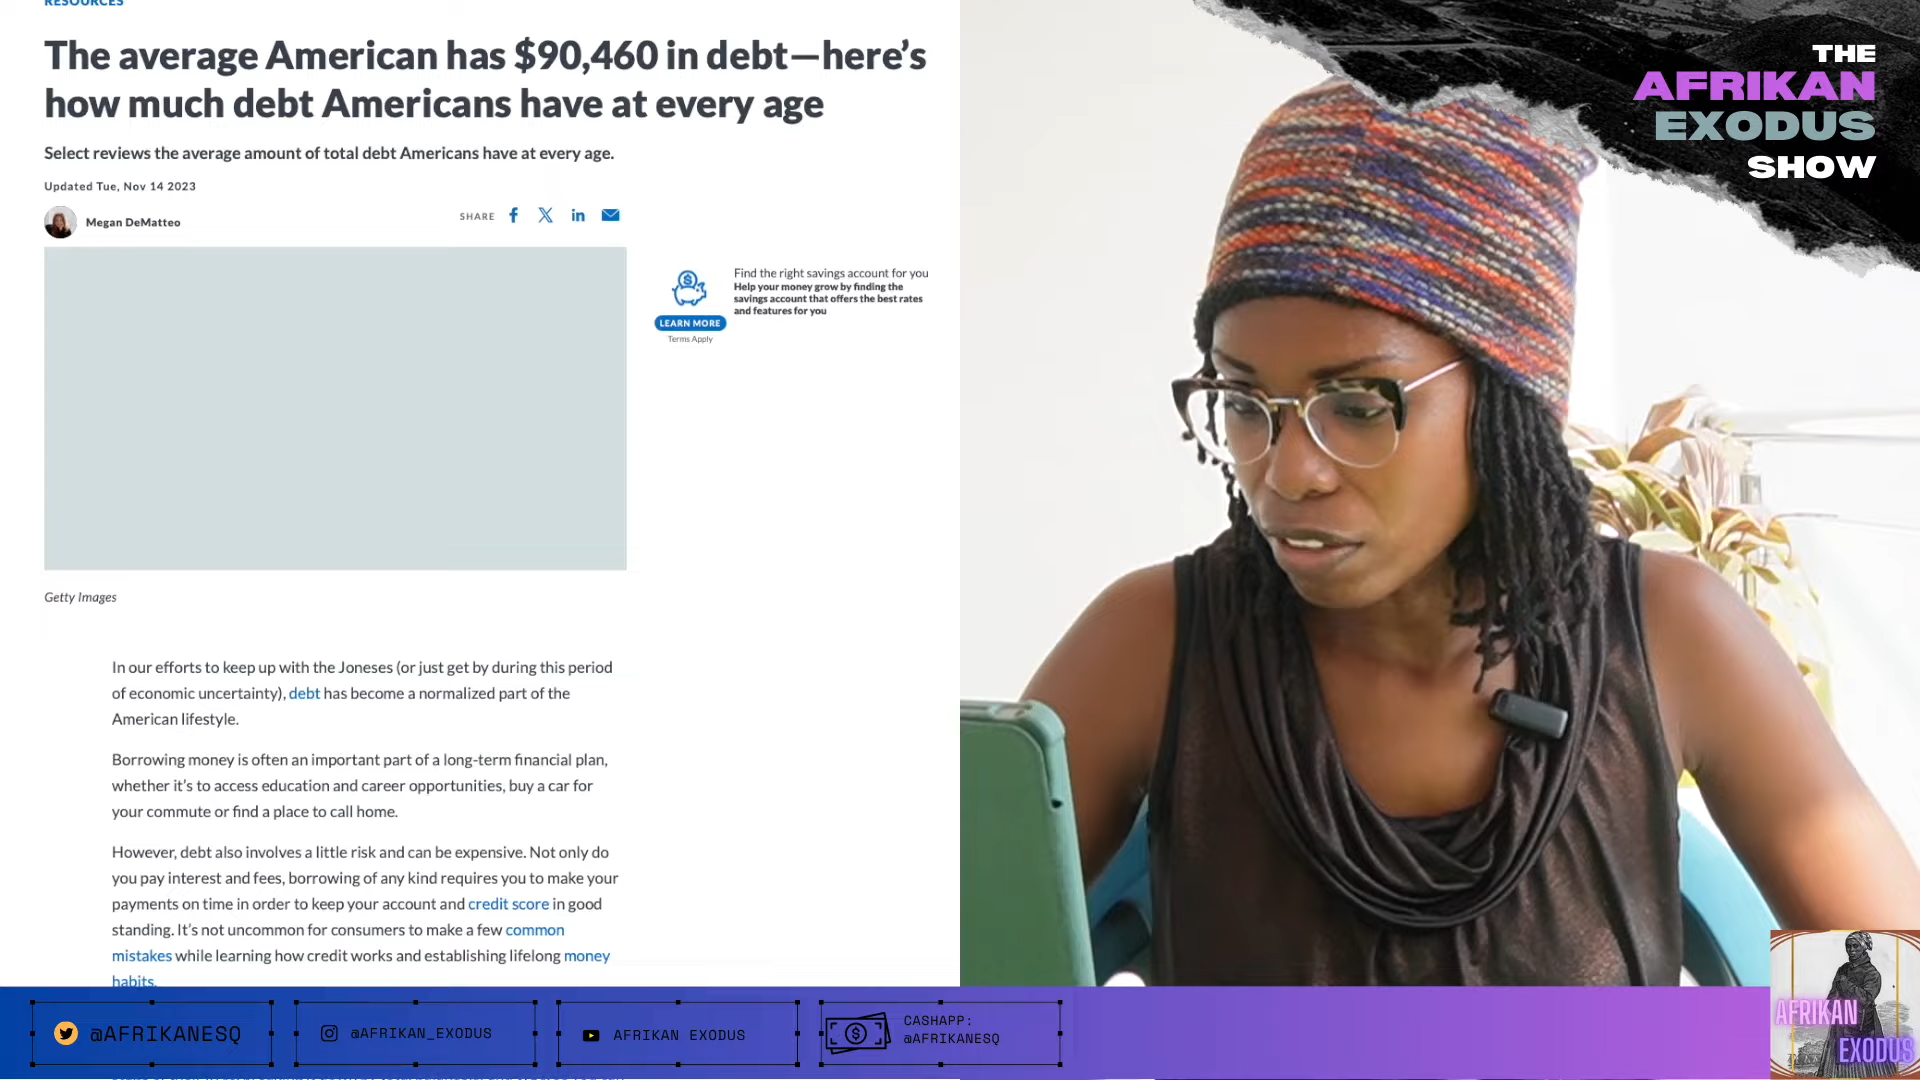 RESOURCES
The average American has $90,460 in debt—here's
how much debt Americans have at every age
Select reviews the average amount of total debt Americans have at every age.
Updated Tue, Nov 14 2023
Megan DeMatteo
SHARE
Find the right savings account for you
Help your money grow by finding the
savings account that offers the best rates
and features for you
LEARN MORE
Terms Apply
Getty Images
In our efforts to keep up with the Joneses (or just get by during this period
of economic uncertainty), debt has become a normalized part of the
American lifestyle.
Borrowing money is often an important part of a long-term financial plan,
whether it's to access education and career opportunities, buy a car for
your commute or find a place to call home.
However, debt also involves a little risk and can be expensive. Not only do
you pay interest and fees, borrowing of any kind requires you to make your
payments on time in order to keep your account and credit score in good
standing. It's not uncommon for consumers to make a few common
mistakes while learning how credit works and establishing lifelong money
habits.
THE
AFRIKAN
EXODUS
SHOW
@AFRIKANESQ
@AFRIKAN_EXODUS
AFRIKAN EXODUS
CASHAPP:
@AFRIKANESQ
AFRIKAN
EXODUS